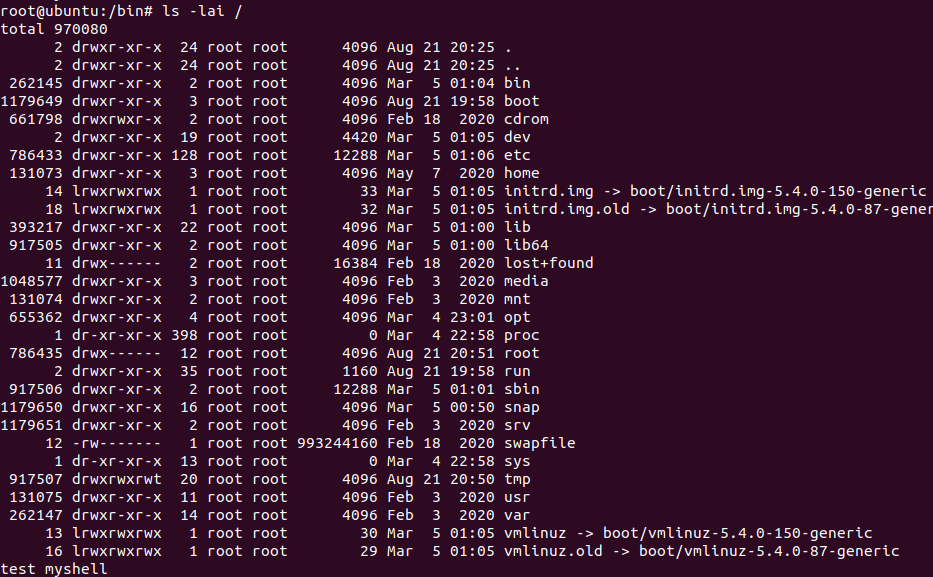 root@ubuntu:/bin# ls -lai /
total 970080
      2 drwxr-xr-x  24 root root      4096 Aug 21 20:25 .
      2 drwxr-xr-x  24 root root      4096 Aug 21 20:25 ..
 262145 drwxr-xr-x   2 root root      4096 Mar  5 01:04 bin
1179649 drwxr-xr-x   3 root root      4096 Aug 21 19:58 boot
 661798 drwxrwxr-x   2 root root      4096 Feb 18  2020 cdrom
      2 drwxr-xr-x  19 root root      4420 Mar  5 01:05 dev
 786433 drwxr-xr-x 128 root root     12288 Mar  5 01:06 etc
 131073 drwxr-xr-x   3 root root      4096 May  7  2020 home
     14 lrwxrwxrwx   1 root root        33 Mar  5 01:05 initrd.img -> boot/initrd.img-5.4.0-150-generic
     18 lrwxrwxrwx   1 root root        32 Mar  5 01:05 initrd.img.old -> boot/initrd.img-5.4.0-87-gener
 393217 drwxr-xr-x  22 root root      4096 Mar  5 01:00 lib
 917505 drwxr-xr-x   2 root root      4096 Mar  5 01:00 lib64
     11 drwx------   2 root root     16384 Feb 18  2020 lost+found
1048577 drwxr-xr-x   3 root root      4096 Feb  3  2020 media
 131074 drwxr-xr-x   2 root root      4096 Feb  3  2020 mnt
 655362 drwxr-xr-x   4 root root      4096 Mar  4 23:01 opt
      1 dr-xr-xr-x 398 root root         0 Mar  4 22:58 proc
 786435 drwx------  12 root root      4096 Aug 21 20:51 root
      2 drwxr-xr-x  35 root root      1160 Aug 21 19:58 run
 917506 drwxr-xr-x   2 root root     12288 Mar  5 01:01 sbin
1179650 drwxr-xr-x  16 root root      4096 Mar  5 00:50 snap
1179651 drwxr-xr-x   2 root root      4096 Feb  3  2020 srv
     12 -rw-------   1 root root 993244160 Feb 18  2020 swapfile
      1 dr-xr-xr-x  13 root root         0 Mar  4 22:58 sys
 917507 drwxrwxrwt  20 root root      4096 Aug 21 20:50 tmp
 131075 drwxr-xr-x  11 root root      4096 Feb  3  2020 usr
 262147 drwxr-xr-x  14 root root      4096 Feb  3  2020 var
     13 lrwxrwxrwx   1 root root        30 Mar  5 01:05 vmlinuz -> boot/vmlinuz-5.4.0-150-generic
     16 lrwxrwxrwx   1 root root        29 Mar  5 01:05 vmlinuz.old -> boot/vmlinuz-5.4.0-87-generic
test myshell